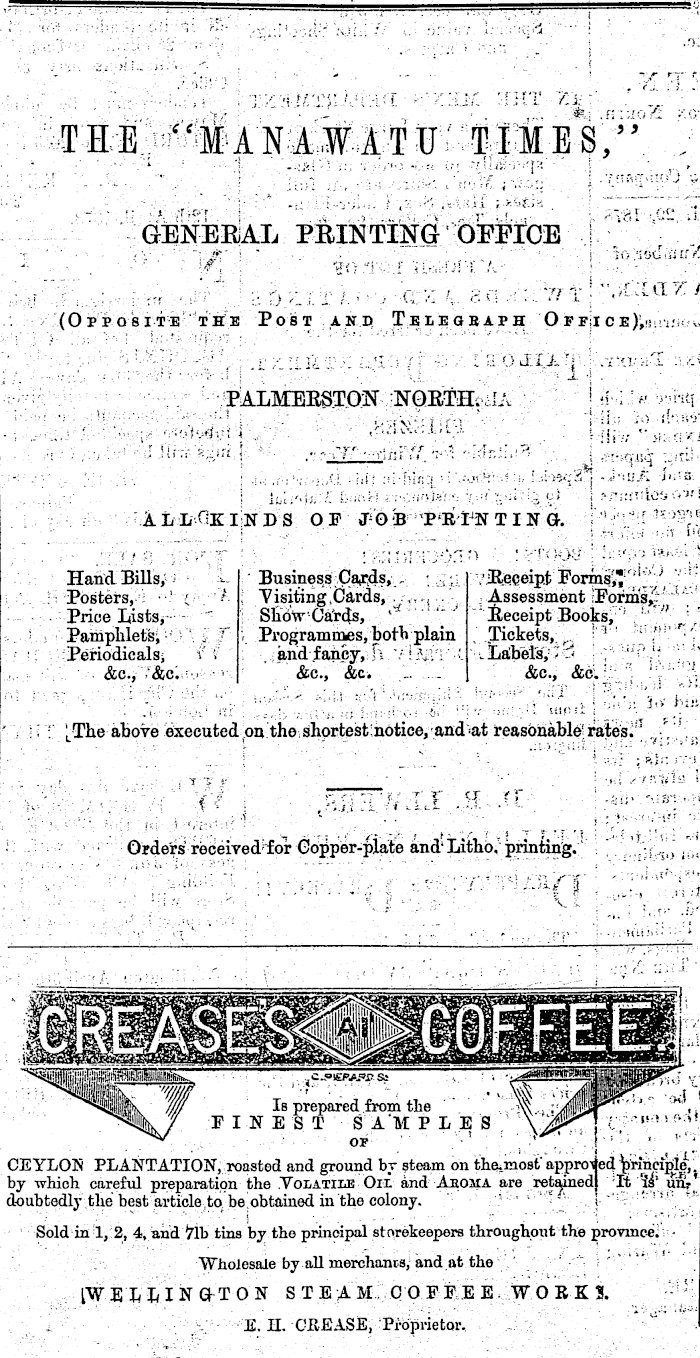 THE "MANAWATU TIMES,"
GENERAL PRINTING OFFICE
(OPPOSITE THE POST AND TELEGRAPH OFFICE),
PALMERSTON NORTH.
ALL KINDS OF JOB PRINTING.
Hand Bills,
Posters,
Price Lists,
Pamphlets,
Periodicals,
&c., &c.
Business Cards,
Visiting Cards,
Show Cards,
Programmes, both plain
and fancy,
&c., &c.
Receipt Forms,
Assessment Forms,
Receipt Books,
Tickets,
Labels,
&c., &c.
The above executed on the shortest notice, and at reasonable rates.
Orders received for Copper-plate and Litho. printing.
CREASE'S A1 COFFEE.
Is prepared from the
FINEST SAMPLES
OF
CEYLON PLANTATION, roasted and ground by steam on the most approved principle,
by which careful preparation the VOLATILE OIL and AROMA are retained. It is un-
doubtedly the best article to be obtained in the colony.
Sold in 1, 2, 4, and 7lb tins by the principal storekeepers throughout the province.
Wholesale by all merchants, and at the
WELLINGTON STEAM COFFEE WORKS.
E. H. CREASE, Proprietor.